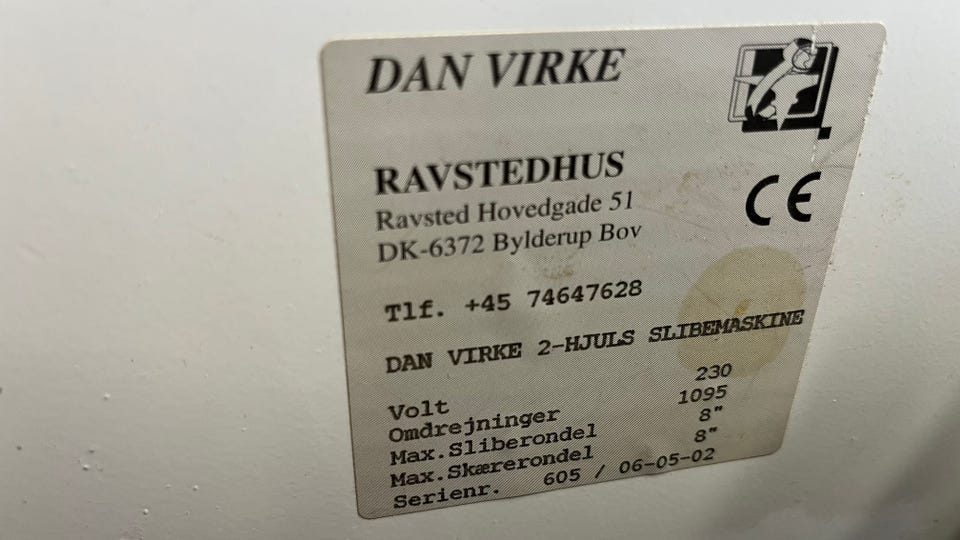 DAN VIRKE
CE
RAVSTEDHUS
Ravsted Hovedgade 51
DK-6372 Bylderup Bov
Tlf. +45 74647628
DAN VIRKE 2-HJULS SLIBEMASKINE
Volt 230
Omdrejninger 1095
Max.Sliberondel 8"
Max.Skærerondel 8"
Serienr. 605 / 06-05-02